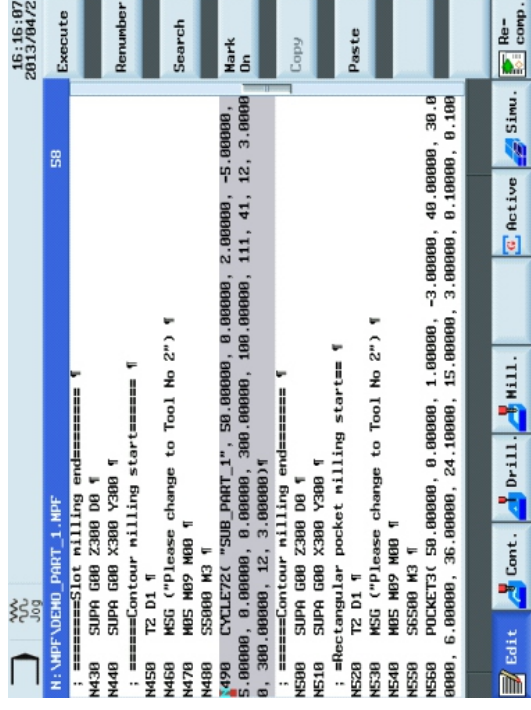 16:16:07
2013/04/2
Jog
N:\MPF\DEMO_PART_1.MPF 58
; ========Slot milling end======== ¶
N430 SUPA G00 Z300 D0 ¶
N440 SUPA G00 X300 Y300 ¶
; ======Contour milling start====== ¶
N450 T2 D1 ¶
N460 MSG ("Please change to Tool No 2") ¶
N470 M05 M09 M00 ¶
N480 S5000 M3 ¶
N490 CYCLE72( "SUB_PART_1", 50.00000, 0.00000, 2.00000, -5.00000,
5.00000, 0.00000, 0.00000, 300.00000, 100.00000, 111, 41, 12, 3.0000
0, 300.00000, 12, 3.00000)¶
; ======Contour milling end======== ¶
N500 SUPA G00 Z300 D0 ¶
N510 SUPA G00 X300 Y300 ¶
; =Rectangular pocket milling start== ¶
N520 T2 D1 ¶
N530 MSG ("Please change to Tool No 2") ¶
N540 M05 M09 M00 ¶
N550 S6500 M3 ¶
N560 POCKET3( 50.00000, 0.00000, 1.00000, -3.00000, 40.00000, 30.0
0000, 6.00000, 36.00000, 24.10000, 15.00000, 3.00000, 0.10000, 0.100
Execute
Renumber
Search
Mark
On
Copy
Paste
Edit
Cont.
Drill.
Mill.
Active
Simu.
Re-
comp.